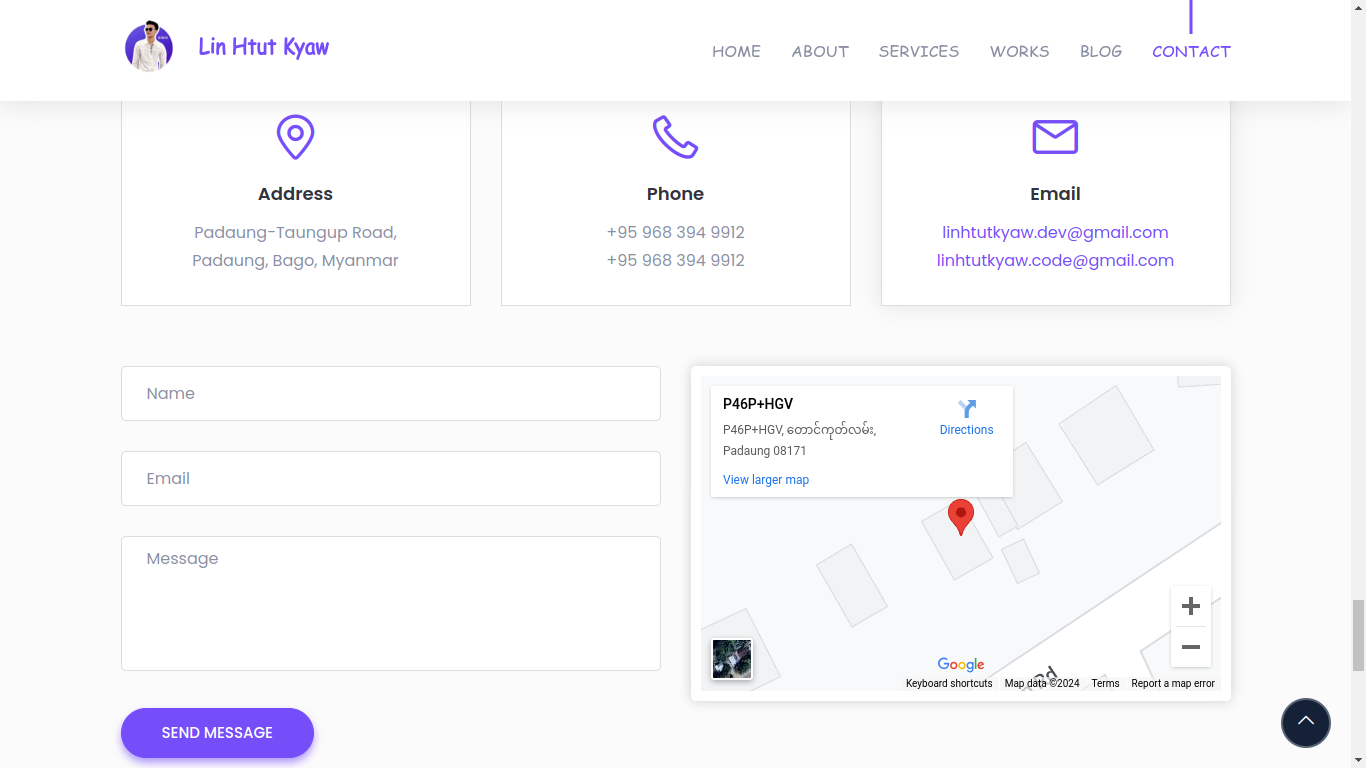 Lin Htut Kyaw
HOME ABOUT SERVICES WORKS BLOG CONTACT
Address
Padaung-Taungup Road,
Padaung, Bago, Myanmar
Phone
+95 968 394 9912
+95 968 394 9912
Email
linhtutkyaw.dev@gmail.com
linhtutkyaw.code@gmail.com
Name
Email
Message
SEND MESSAGE
P46P+HGV
P46P+HGV, တောင်ကုတ်လမ်း,
Padaung 08171
Directions
View larger map
Google
Keyboard shortcuts Map data ©2024 Terms Report a map error